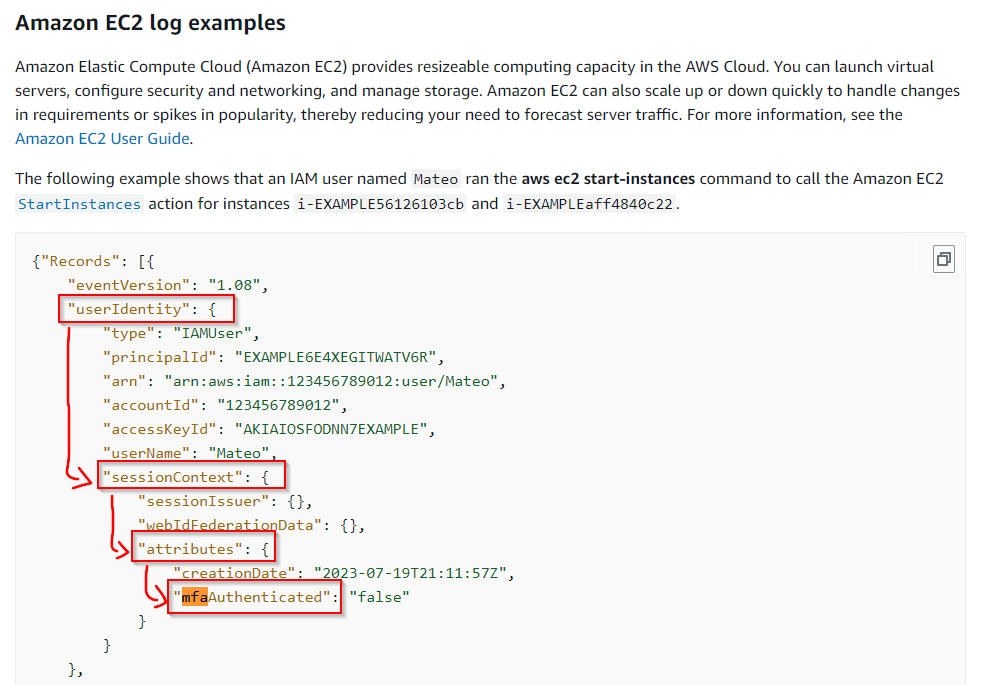 Amazon EC2 log examples
Amazon Elastic Compute Cloud (Amazon EC2) provides resizeable computing capacity in the AWS Cloud. You can launch virtual
servers, configure security and networking, and manage storage. Amazon EC2 can also scale up or down quickly to handle changes
in requirements or spikes in popularity, thereby reducing your need to forecast server traffic. For more information, see the
Amazon EC2 User Guide.
The following example shows that an IAM user named Mateo ran the aws ec2 start-instances command to call the Amazon EC2
StartInstances action for instances i-EXAMPLE56126103cb and i-EXAMPLEaff4840c22.
{"Records": [{
"eventVersion": "1.08",
"userIdentity": {
"type": "IAMUser",
"principalId": "EXAMPLE6E4XEGITWATV6R",
"arn": "arn:aws:iam::123456789012:user/Mateo",
"accountId": "123456789012",
"accessKeyId": "AKIAIOSFODNN7EXAMPLE",
"userName": "Mateo",
"sessionContext": {
"sessionIssuer": {},
"webIdFederationData": {},
"attributes": {
"creationDate": "2023-07-19T21:11:57Z",
"mfaAuthenticated": "false"
}
}
},